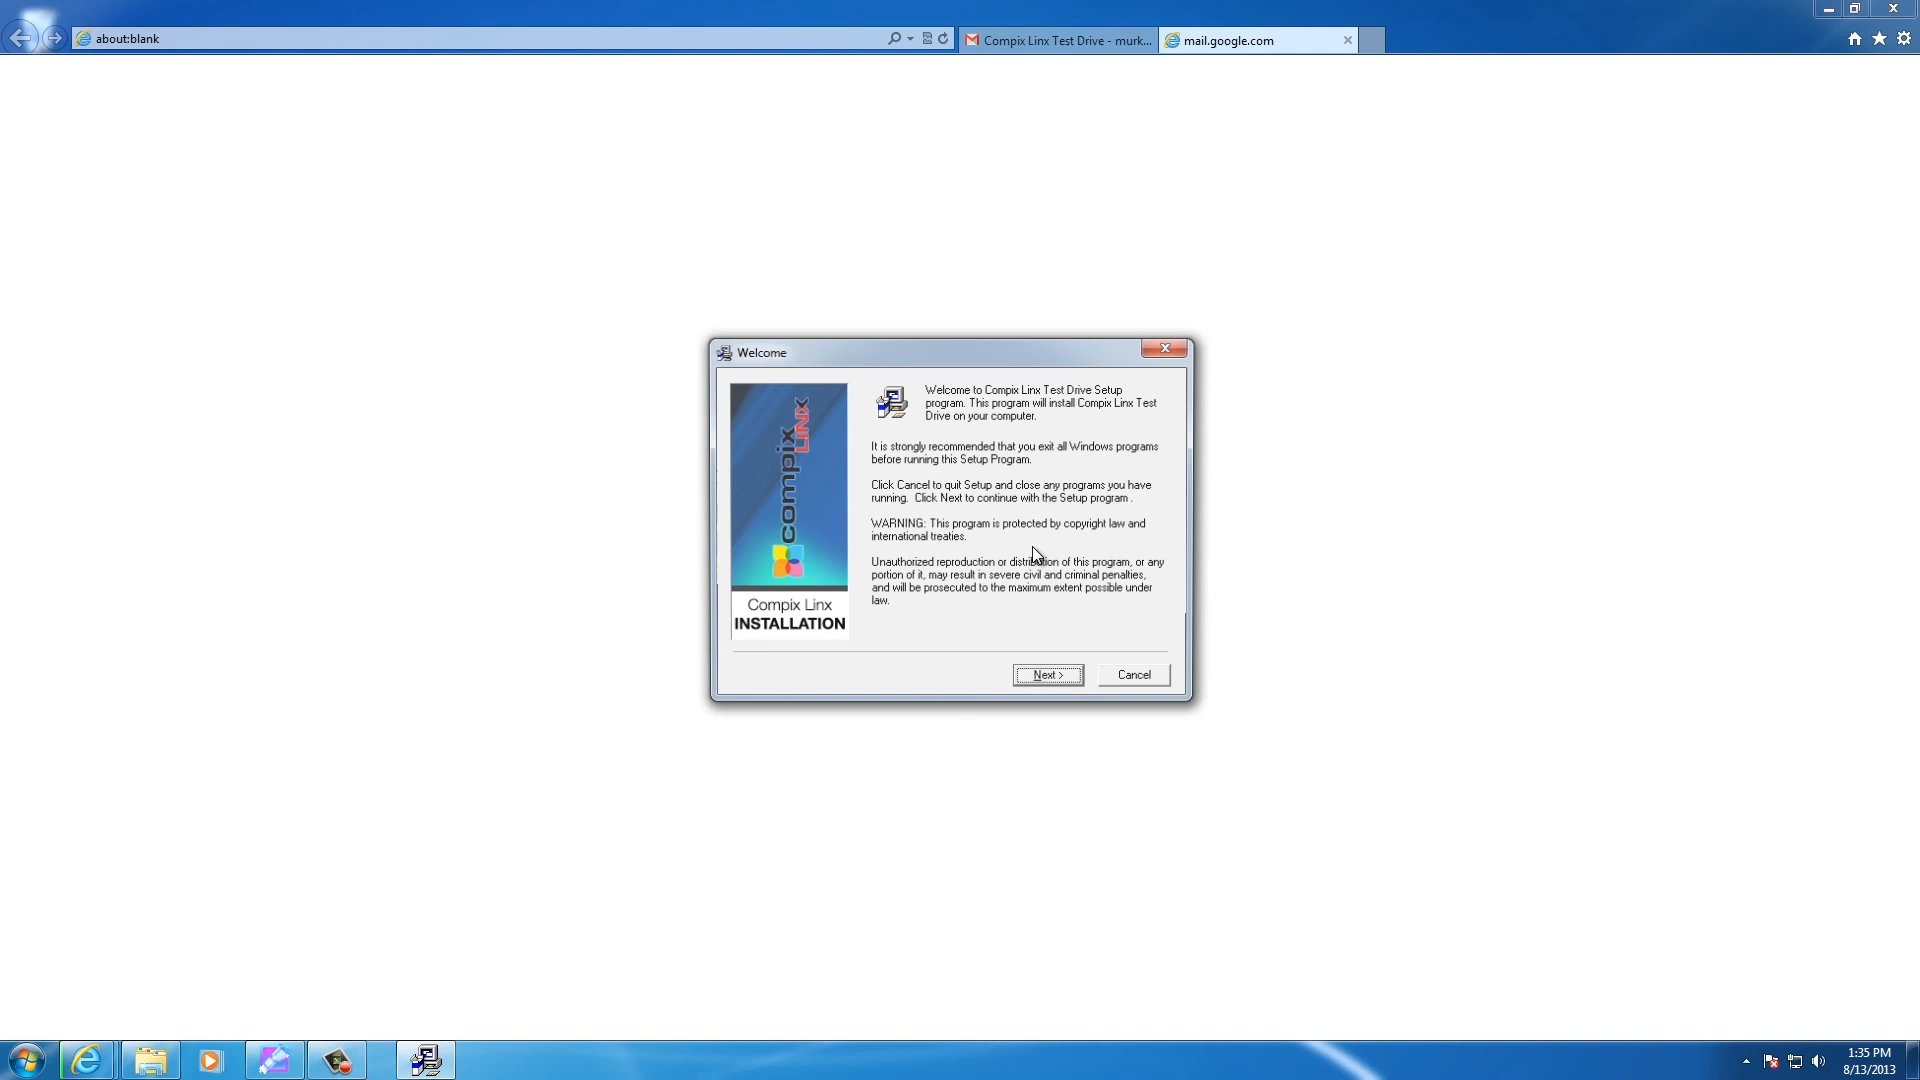 about:blank
Compix Linx Test Drive - murk...
mail.google.com
Welcome
Welcome to Compix Linx Test Drive Setup
program. This program will install Compix Linx Test
Drive on your computer.
It is strongly recommended that you exit all Windows programs
before running this Setup Program.
Click Cancel to quit Setup and close any programs you have
running.  Click Next to continue with the Setup program .
WARNING: This program is protected by copyright law and
international treaties.
Unauthorized reproduction or distribution of this program, or any
portion of it, may result in severe civil and criminal penalties,
and will be prosecuted to the maximum extent possible under
law.
compix LINX
Compix Linx
INSTALLATION
Next >
Cancel
1:35 PM
8/13/2013